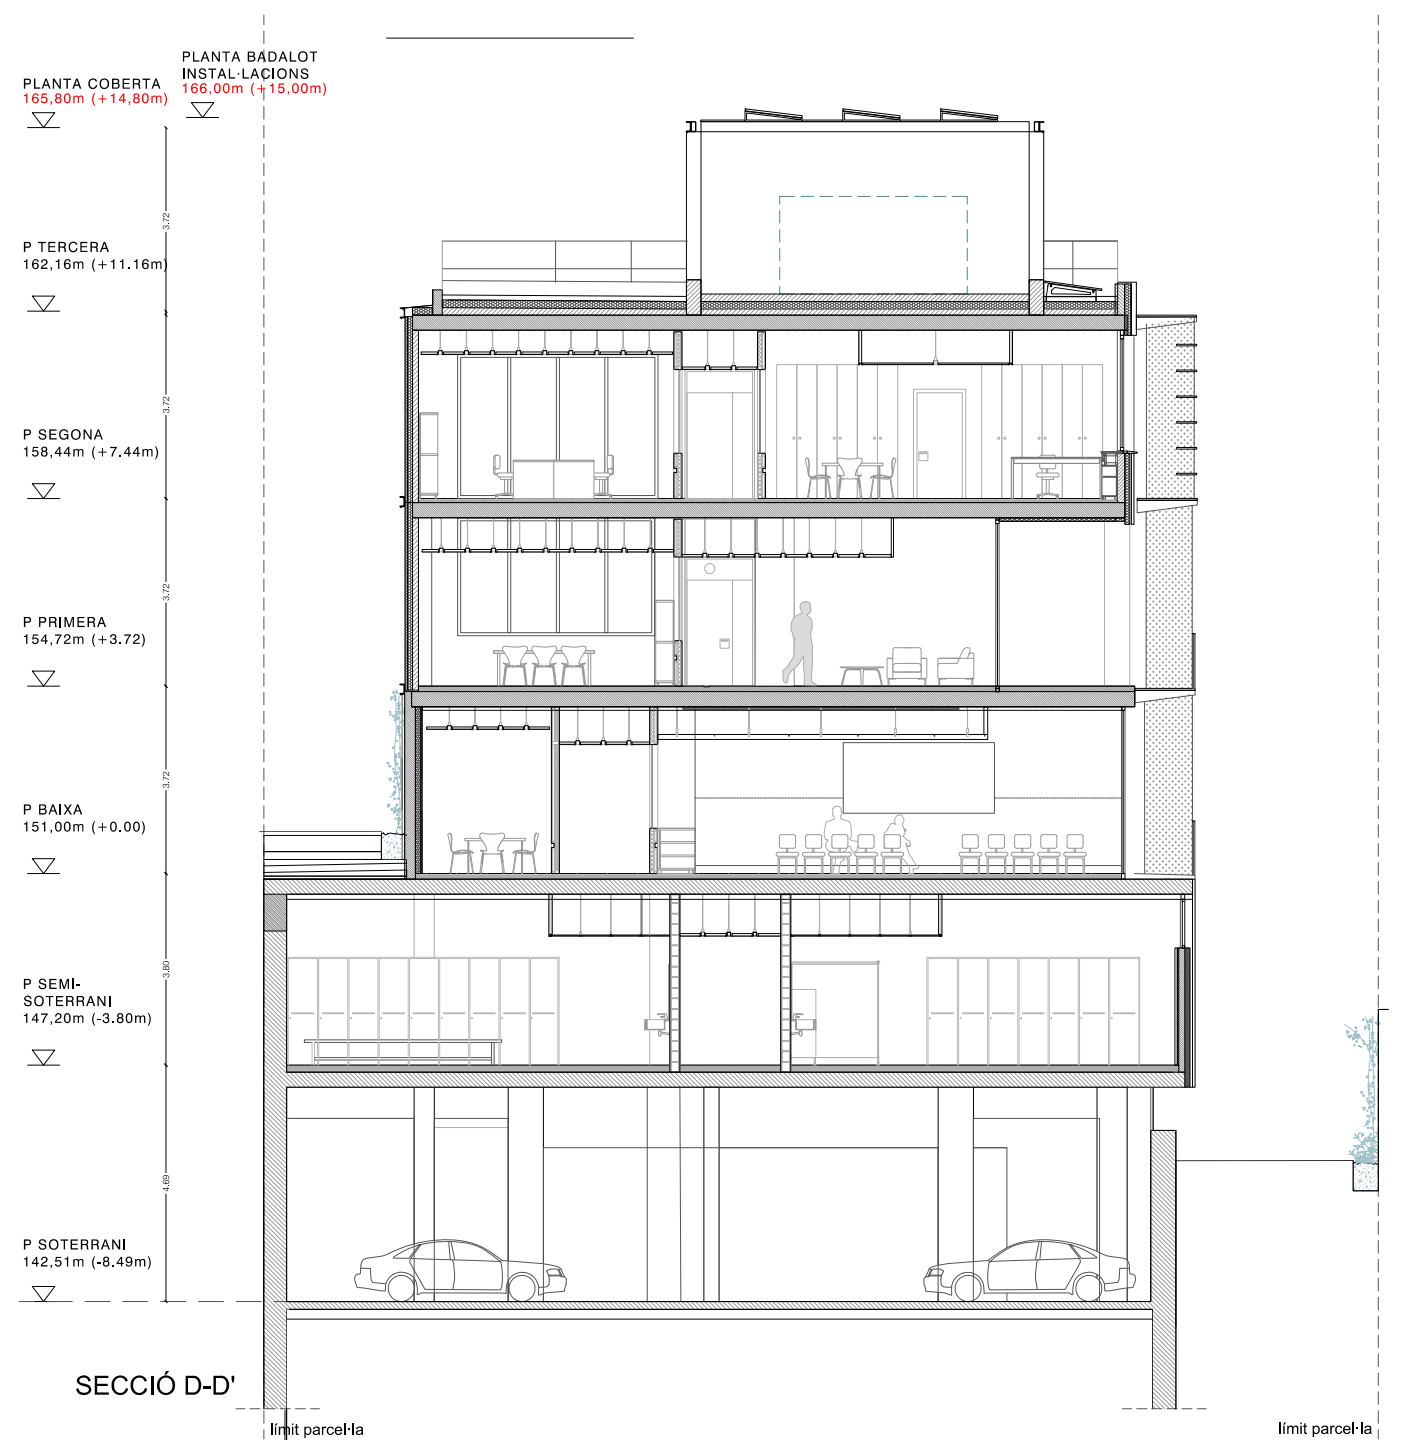 PLANTA BADALOT
INSTAL·LACIONS
166,00m (+15,00m)
PLANTA COBERTA
165,80m (+14,80m)
3.72
P TERCERA
162,16m (+11.16m)
3.72
P SEGONA
158,44m (+7.44m)
3.72
P PRIMERA
154,72m (+3.72)
3.72
P BAIXA
151,00m (+0.00)
3.80
P SEMI-
SOTERRANI
147,20m (-3.80m)
4.69
P SOTERRANI
142,51m (-8.49m)
SECCIÓ D-D'
límit parcel·la
límit parcel·la